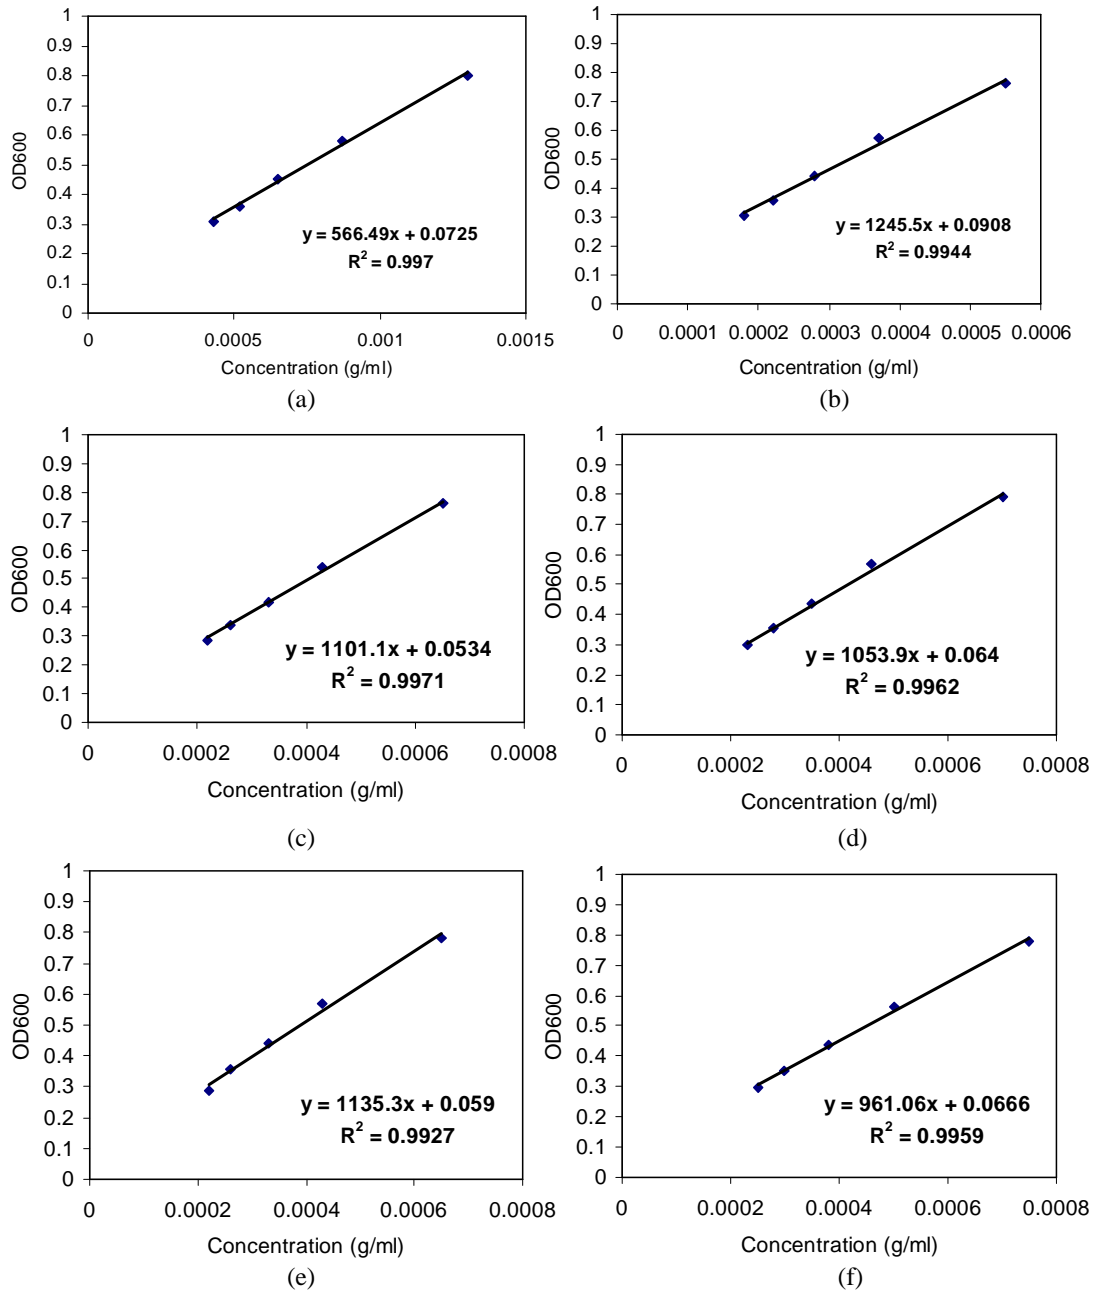 1
0.9
0.8
0.7
0.6
0.5
0.4
0.3
0.2
0.1
0
OD600
y = 566.49x + 0.0725
R² = 0.997
0 0.0005 0.001 0.0015
Concentration (g/ml)
(a)
1
0.9
0.8
0.7
0.6
0.5
0.4
0.3
0.2
0.1
0
OD600
y = 1245.5x + 0.0908
R² = 0.9944
0 0.0001 0.0002 0.0003 0.0004 0.0005 0.0006
Concentration (g/ml)
(b)
1
0.9
0.8
0.7
0.6
0.5
0.4
0.3
0.2
0.1
0
OD600
y = 1101.1x + 0.0534
R² = 0.9971
0 0.0002 0.0004 0.0006 0.0008
Concentration (g/ml)
(c)
1
0.9
0.8
0.7
0.6
0.5
0.4
0.3
0.2
0.1
0
OD600
y = 1053.9x + 0.064
R² = 0.9962
0 0.0002 0.0004 0.0006 0.0008
Concentration (g/ml)
(d)
1
0.9
0.8
0.7
0.6
0.5
0.4
0.3
0.2
0.1
0
OD600
y = 1135.3x + 0.059
R² = 0.9927
0 0.0002 0.0004 0.0006 0.0008
Concentration (g/ml)
(e)
1
0.9
0.8
0.7
0.6
0.5
0.4
0.3
0.2
0.1
0
OD600
y = 961.06x + 0.0666
R² = 0.9959
0 0.0002 0.0004 0.0006 0.0008
Concentration (g/ml)
(f)